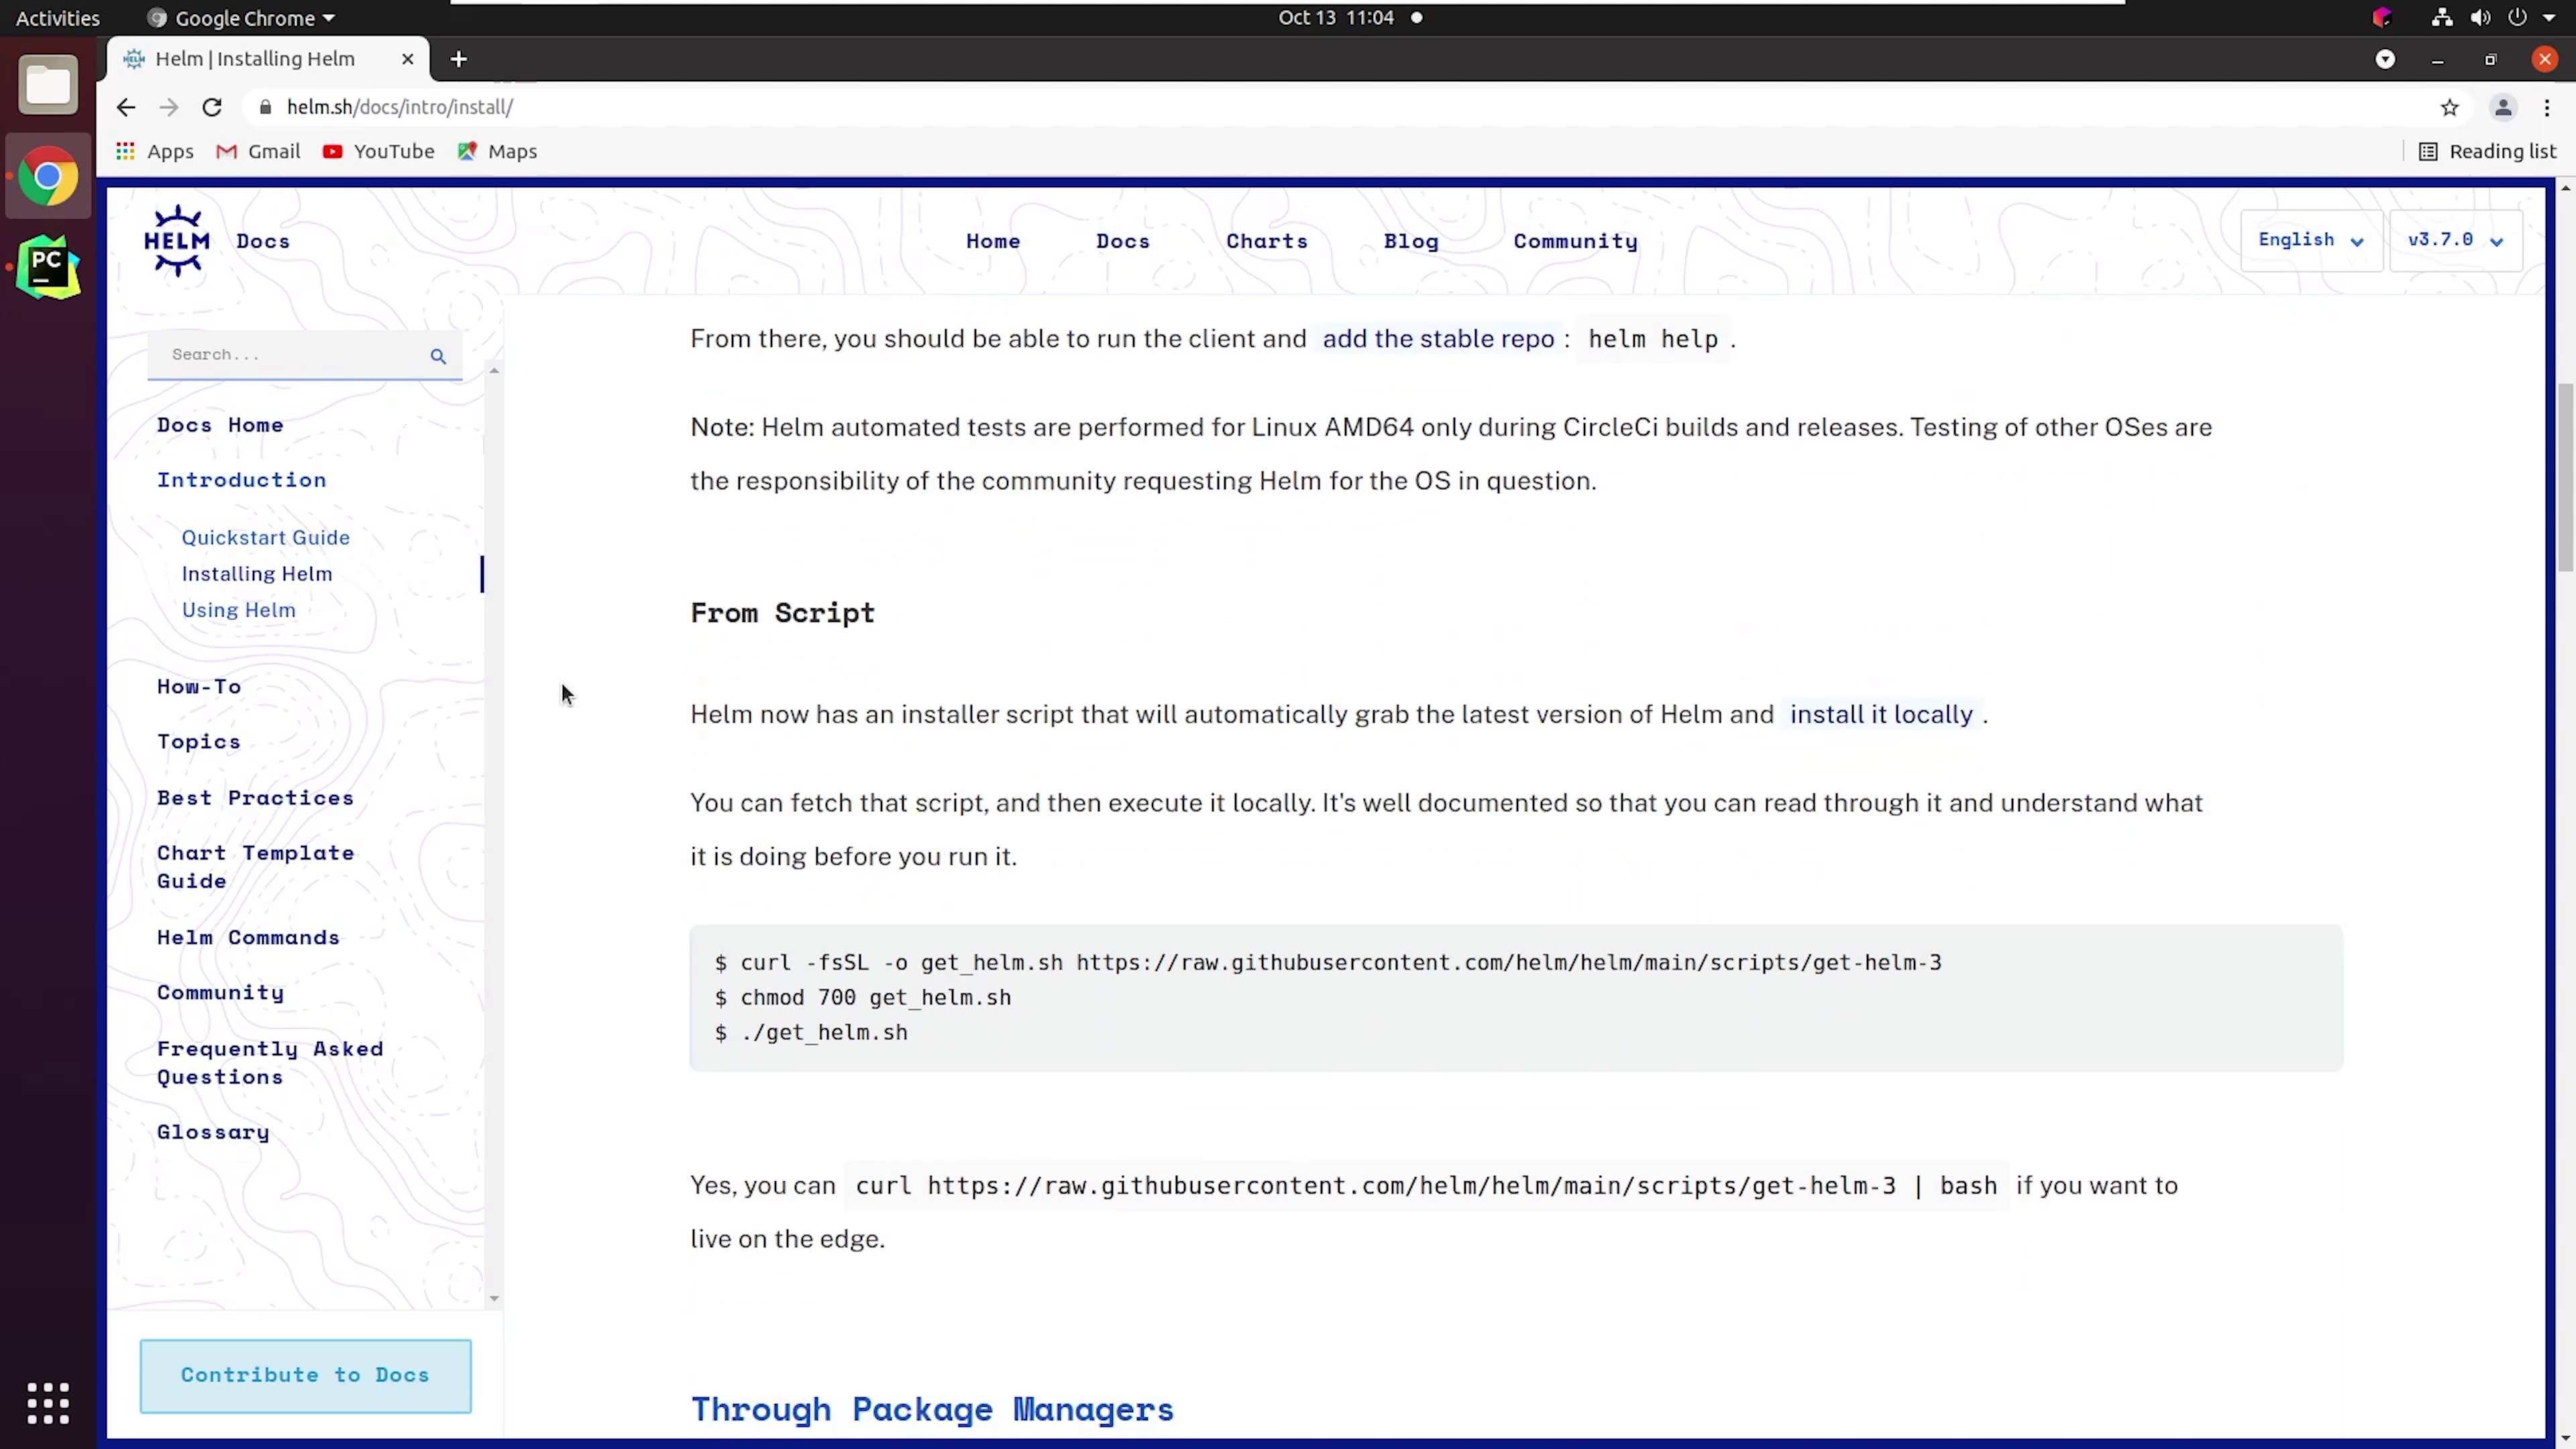 Activities
Google Chrome
Oct 13 11:04
Helm | Installing Helm
helm.sh/docs/intro/install/
Apps
Gmail
YouTube
Maps
Reading list
HELM
Docs
Home
Docs
Charts
Blog
Community
English
v3.7.0
PC
Search...
Docs Home
Introduction
Quickstart Guide
Installing Helm
Using Helm
How-To
Topics
Best Practices
Chart Template
Guide
Helm Commands
Community
Frequently Asked
Questions
Glossary
Contribute to Docs
From there, you should be able to run the client and add the stable repo : helm help .
Note: Helm automated tests are performed for Linux AMD64 only during CircleCi builds and releases. Testing of other OSes are
the responsibility of the community requesting Helm for the OS in question.
From Script
Helm now has an installer script that will automatically grab the latest version of Helm and install it locally .
You can fetch that script, and then execute it locally. It's well documented so that you can read through it and understand what
it is doing before you run it.
$ curl -fsSL -o get_helm.sh https://raw.githubusercontent.com/helm/helm/main/scripts/get-helm-3
$ chmod 700 get_helm.sh
$ ./get_helm.sh
Yes, you can curl https://raw.githubusercontent.com/helm/helm/main/scripts/get-helm-3 | bash if you want to
live on the edge.
Through Package Managers